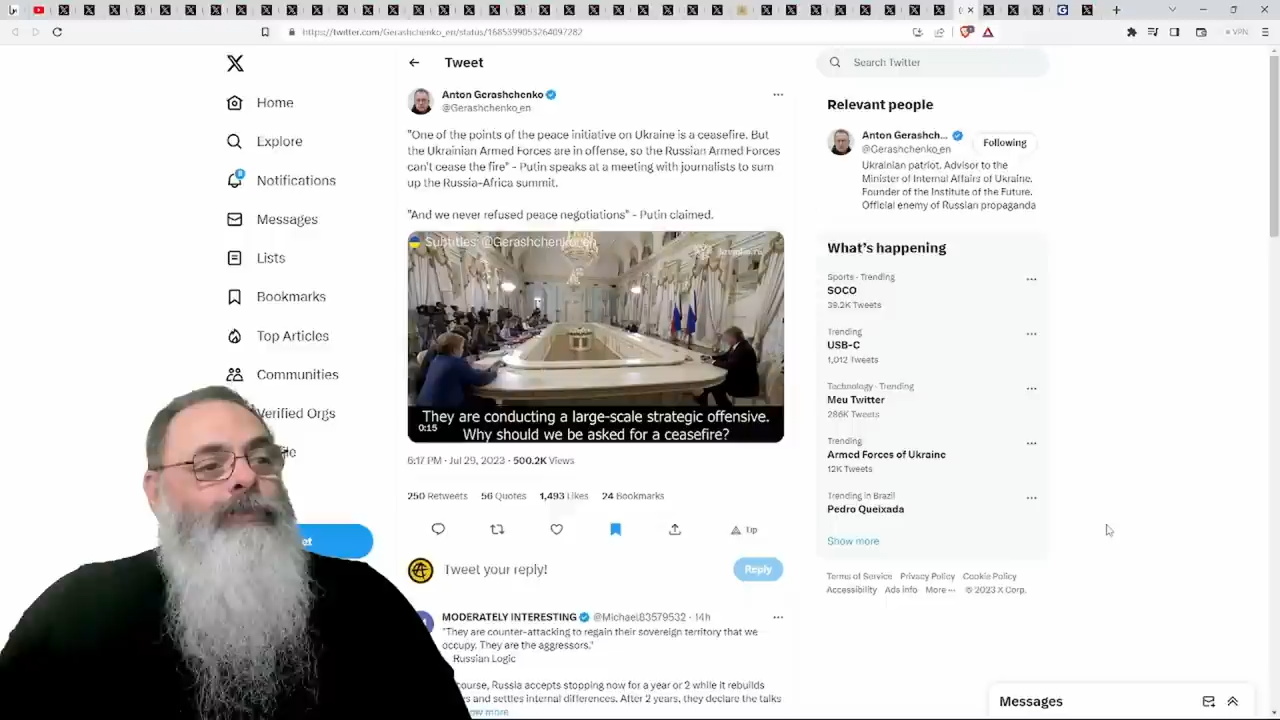 https://twitter.com/Gerashchenko_en/status/1685399053264097282
VPN
Home
Explore
Notifications
Messages
Lists
Bookmarks
Top Articles
Communities
Verified Orgs
Tweet
Anton Gerashchenko
@Gerashchenko_en
"One of the points of the peace initiative on Ukraine is a ceasefire. But
the Ukrainian Armed Forces are in offense, so the Russian Armed Forces
can't cease the fire" - Putin speaks at a meeting with journalists to sum
up the Russia-Africa summit.
"And we never refused peace negotiations" - Putin claimed.
Subtitles: @Gerashchenko_en
kremlin.ru
They are conducting a large-scale strategic offensive.
Why should we be asked for a ceasefire?
0:15
6:17 PM · Jul 29, 2023 · 500.2K Views
250 Retweets 56 Quotes 1,493 Likes 24 Bookmarks
Tip
Tweet your reply!
Reply
MODERATELY INTERESTING @Michael83579532 · 14h
"They are counter-attacking to regain their sovereign territory that we
occupy. They are the aggressors."
Russian Logic
course, Russia accepts stopping now for a year or 2 while it rebuilds
and settles internal differences. After 2 years, they declare the talks
Search Twitter
Relevant people
Anton Gerashch...
@Gerashchenko_en
Following
Ukrainian patriot. Advisor to the
Minister of Internal Affairs of Ukraine.
Founder of the Institute of the Future.
Official enemy of Russian propaganda
What's happening
Sports · Trending
SOCO
39.2K Tweets
Trending
USB-C
1,012 Tweets
Technology · Trending
Meu Twitter
286K Tweets
Trending
Armed Forces of Ukraine
12K Tweets
Trending in Brazil
Pedro Queixada
Show more
Terms of Service Privacy Policy Cookie Policy
Accessibility Ads info More ··· © 2023 X Corp.
Messages